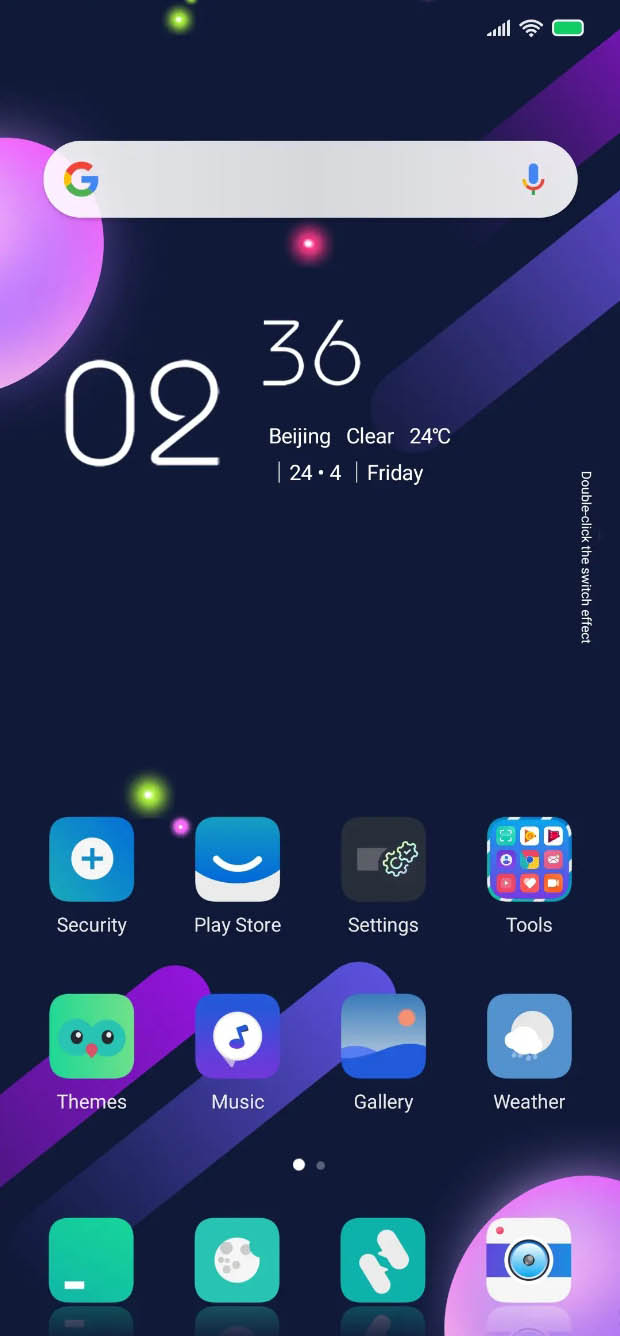 02
36
Beijing Clear 24℃
| 24 • 4 | Friday
Double-click the switch effect
Security
Play Store
Settings
Tools
Themes
Music
Gallery
Weather